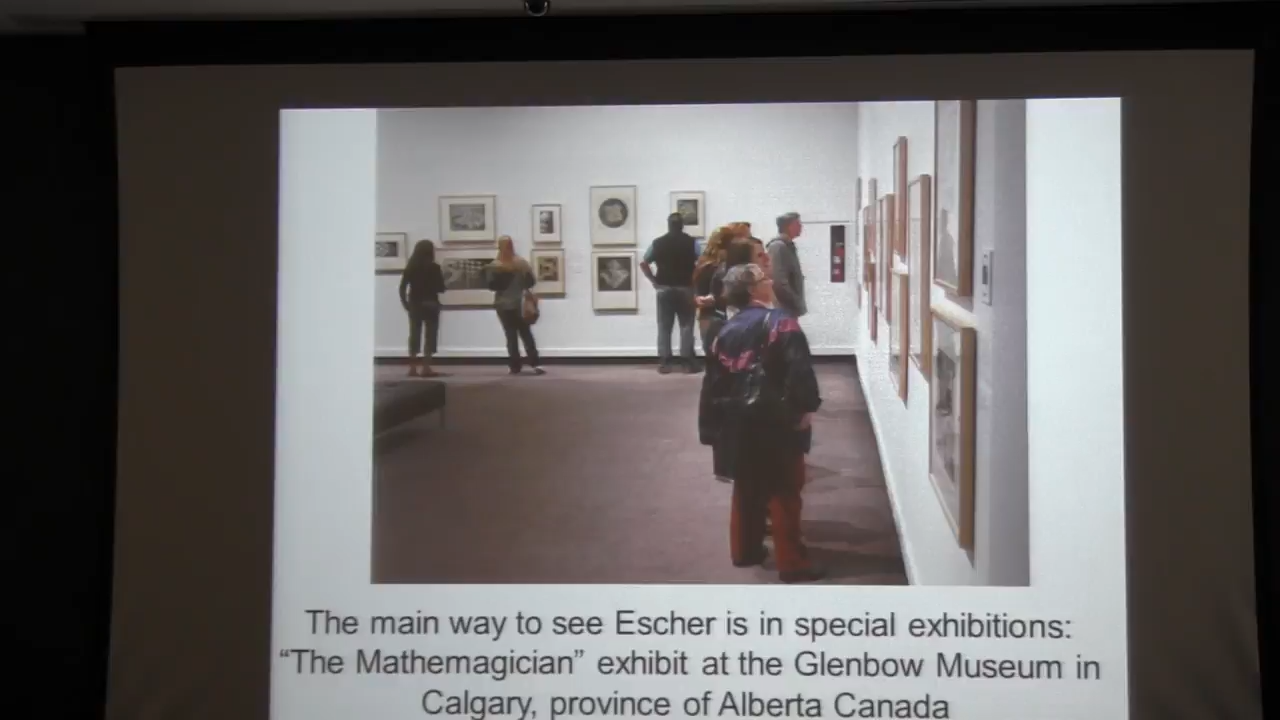 The main way to see Escher is in special exhibitions:
“The Mathemagician” exhibit at the Glenbow Museum in
Calgary, province of Alberta Canada